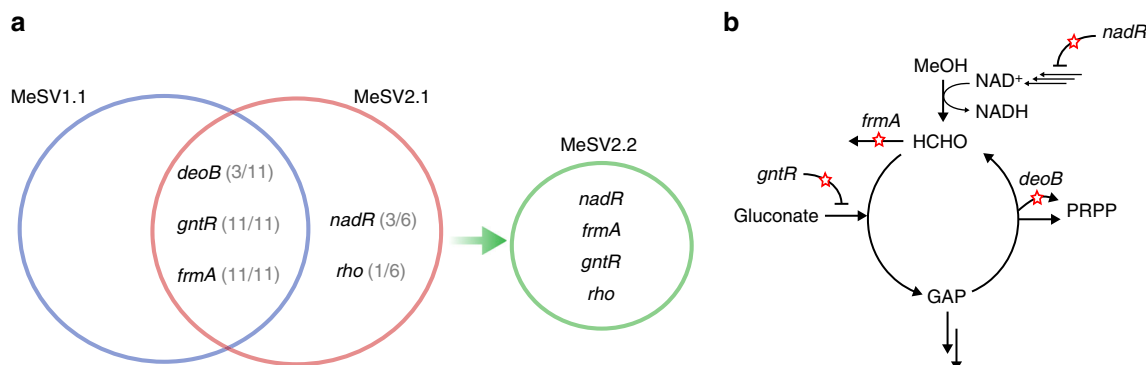 a
MeSV1.1
MeSV2.1
deoB (3/11)
gntR (11/11)
frmA (11/11)
nadR (3/6)
rho (1/6)
MeSV2.2
nadR
frmA
gntR
rho
b
nadR
MeOH
NAD+
NADH
frmA
HCHO
gntR
deoB
Gluconate
PRPP
GAP